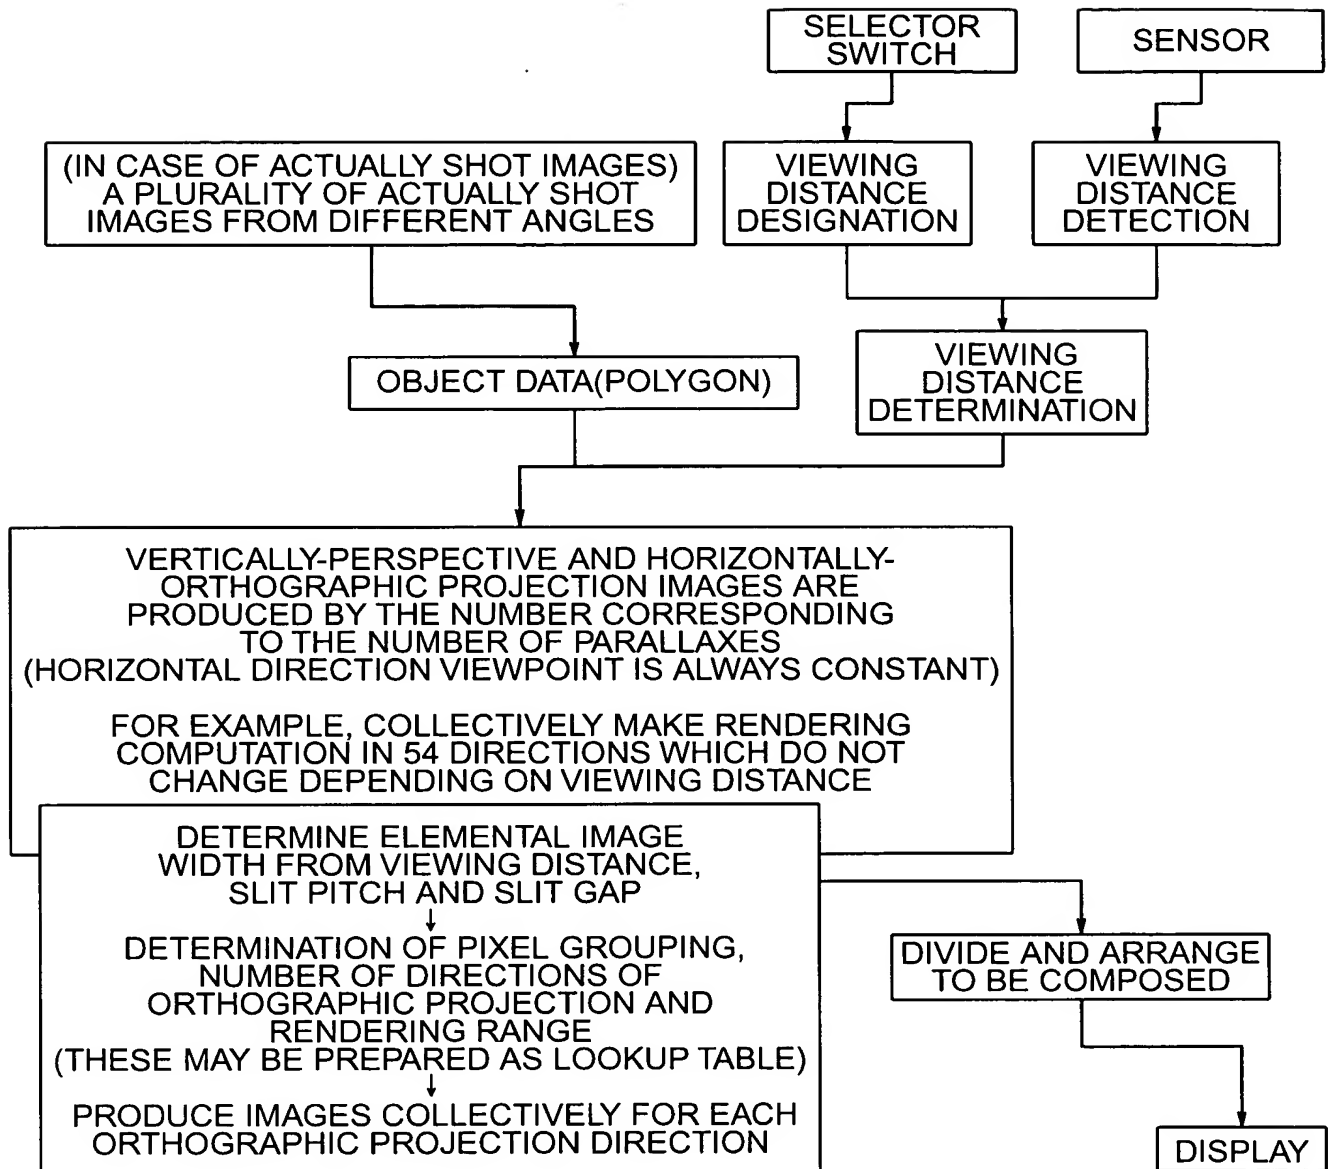 SELECTOR
SWITCH
SENSOR
(IN CASE OF ACTUALLY SHOT IMAGES)
A PLURALITY OF ACTUALLY SHOT
IMAGES FROM DIFFERENT ANGLES
VIEWING
DISTANCE
DESIGNATION
VIEWING
DISTANCE
DETECTION
OBJECT DATA(POLYGON)
VIEWING
DISTANCE
DETERMINATION
VERTICALLY-PERSPECTIVE AND HORIZONTALLY-
ORTHOGRAPHIC PROJECTION IMAGES ARE
PRODUCED BY THE NUMBER CORRESPONDING
TO THE NUMBER OF PARALLAXES
(HORIZONTAL DIRECTION VIEWPOINT IS ALWAYS CONSTANT)
FOR EXAMPLE, COLLECTIVELY MAKE RENDERING
COMPUTATION IN 54 DIRECTIONS WHICH DO NOT
CHANGE DEPENDING ON VIEWING DISTANCE
DETERMINE ELEMENTAL IMAGE
WIDTH FROM VIEWING DISTANCE,
SLIT PITCH AND SLIT GAP
DETERMINATION OF PIXEL GROUPING,
NUMBER OF DIRECTIONS OF
ORTHOGRAPHIC PROJECTION AND
RENDERING RANGE
(THESE MAY BE PREPARED AS LOOKUP TABLE)
PRODUCE IMAGES COLLECTIVELY FOR EACH
ORTHOGRAPHIC PROJECTION DIRECTION
DIVIDE AND ARRANGE
TO BE COMPOSED
DISPLAY